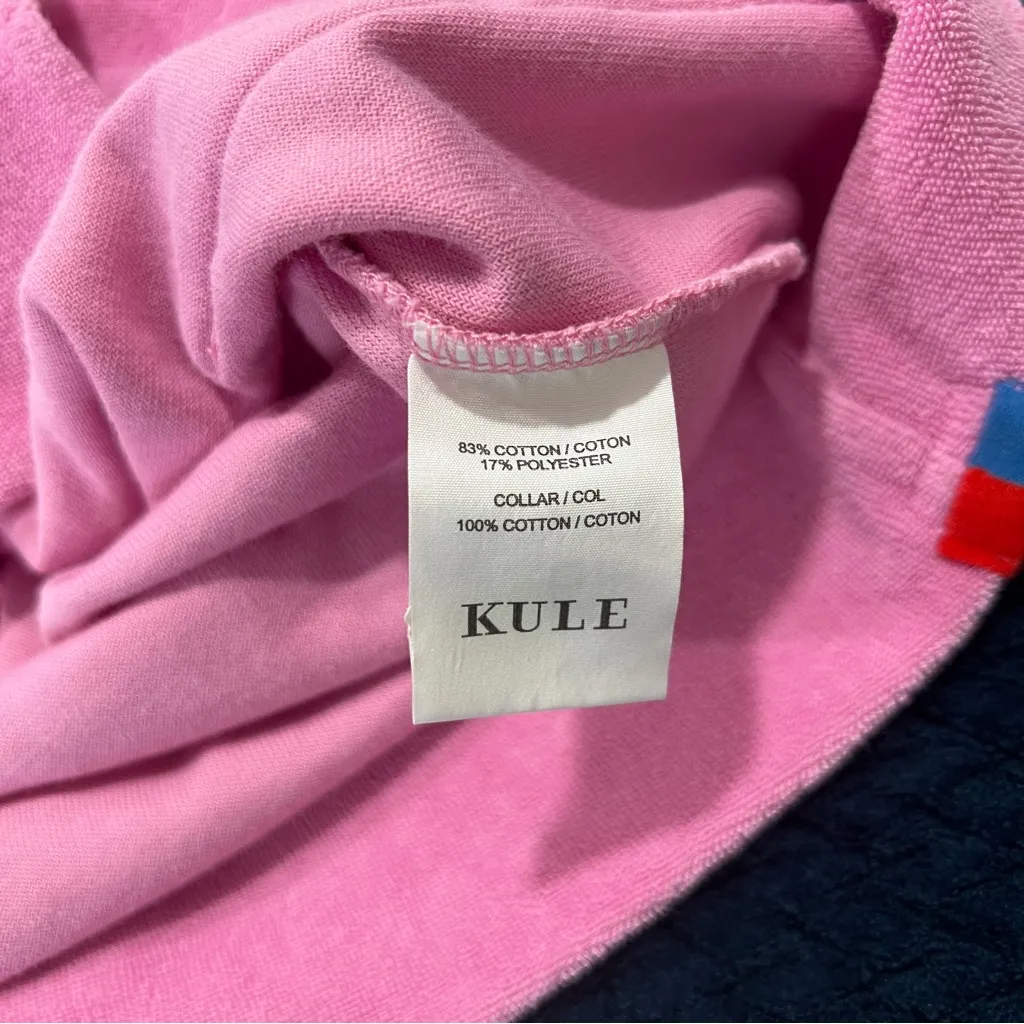 83% COTTON / COTON
17% POLYESTER
COLLAR / COL
100% COTTON / COTON
KULE